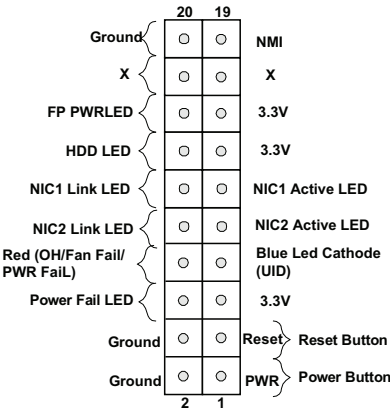 20 19
Ground NMI
X X
FP PWRLED 3.3V
HDD LED 3.3V
NIC1 Link LED NIC1 Active LED
NIC2 Link LED NIC2 Active LED
Red (OH/Fan Fail/
PWR FaiL)
Blue Led Cathode
(UID)
Power Fail LED 3.3V
Ground Reset Reset Button
Ground PWR Power Button
2 1